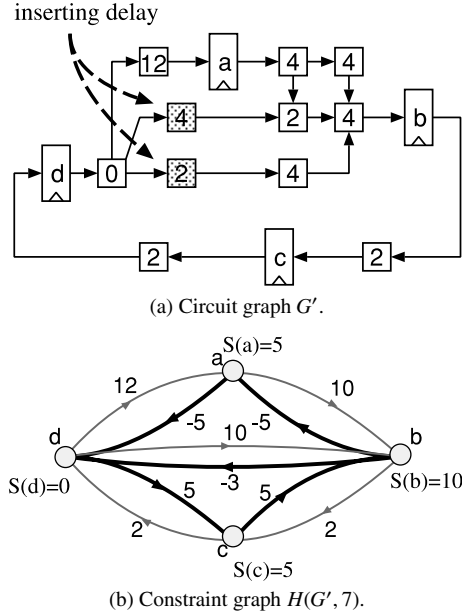 inserting delay
12 a 4 4
4 2 4 b
d 0 2 4
2 c 2
(a) Circuit graph G′.
a S(a)=5
12 10
-5 -5
d 10 b
S(d)=0 -3 S(b)=10
5 5
2 2
c
S(c)=5
(b) Constraint graph H(G′, 7).